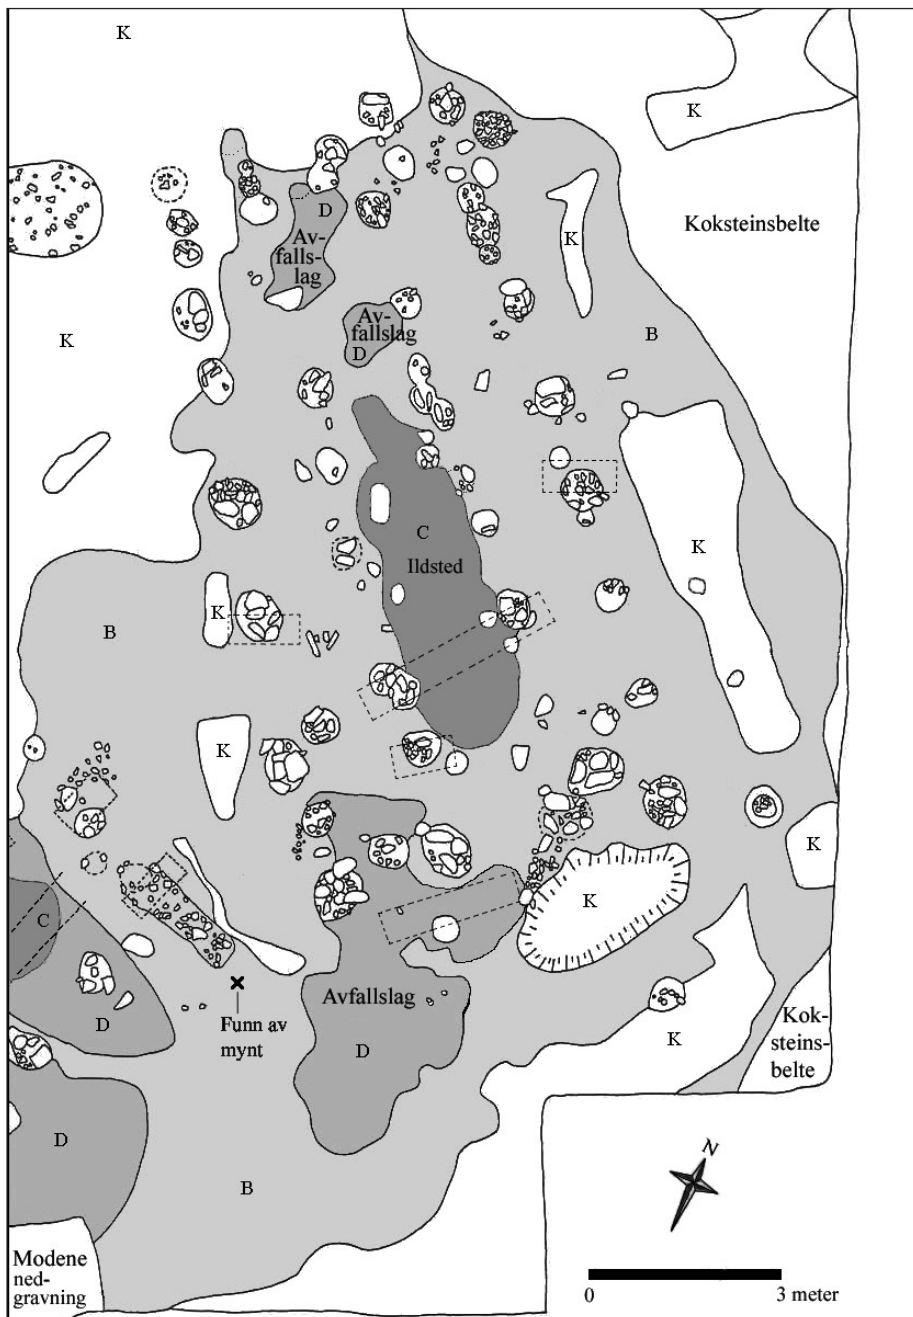 K
K
D
Av-
falls-
lag
K
Koksteinsbelte
K
Av-
fallslag
D
B
C
Ildsted
K
K
B
K
K
K
C
Avfallslag
D
D
Funn av
mynt
K
Kok-
steins-
belte
D
B
N
Modene
ned-
gravning
0 3 meter